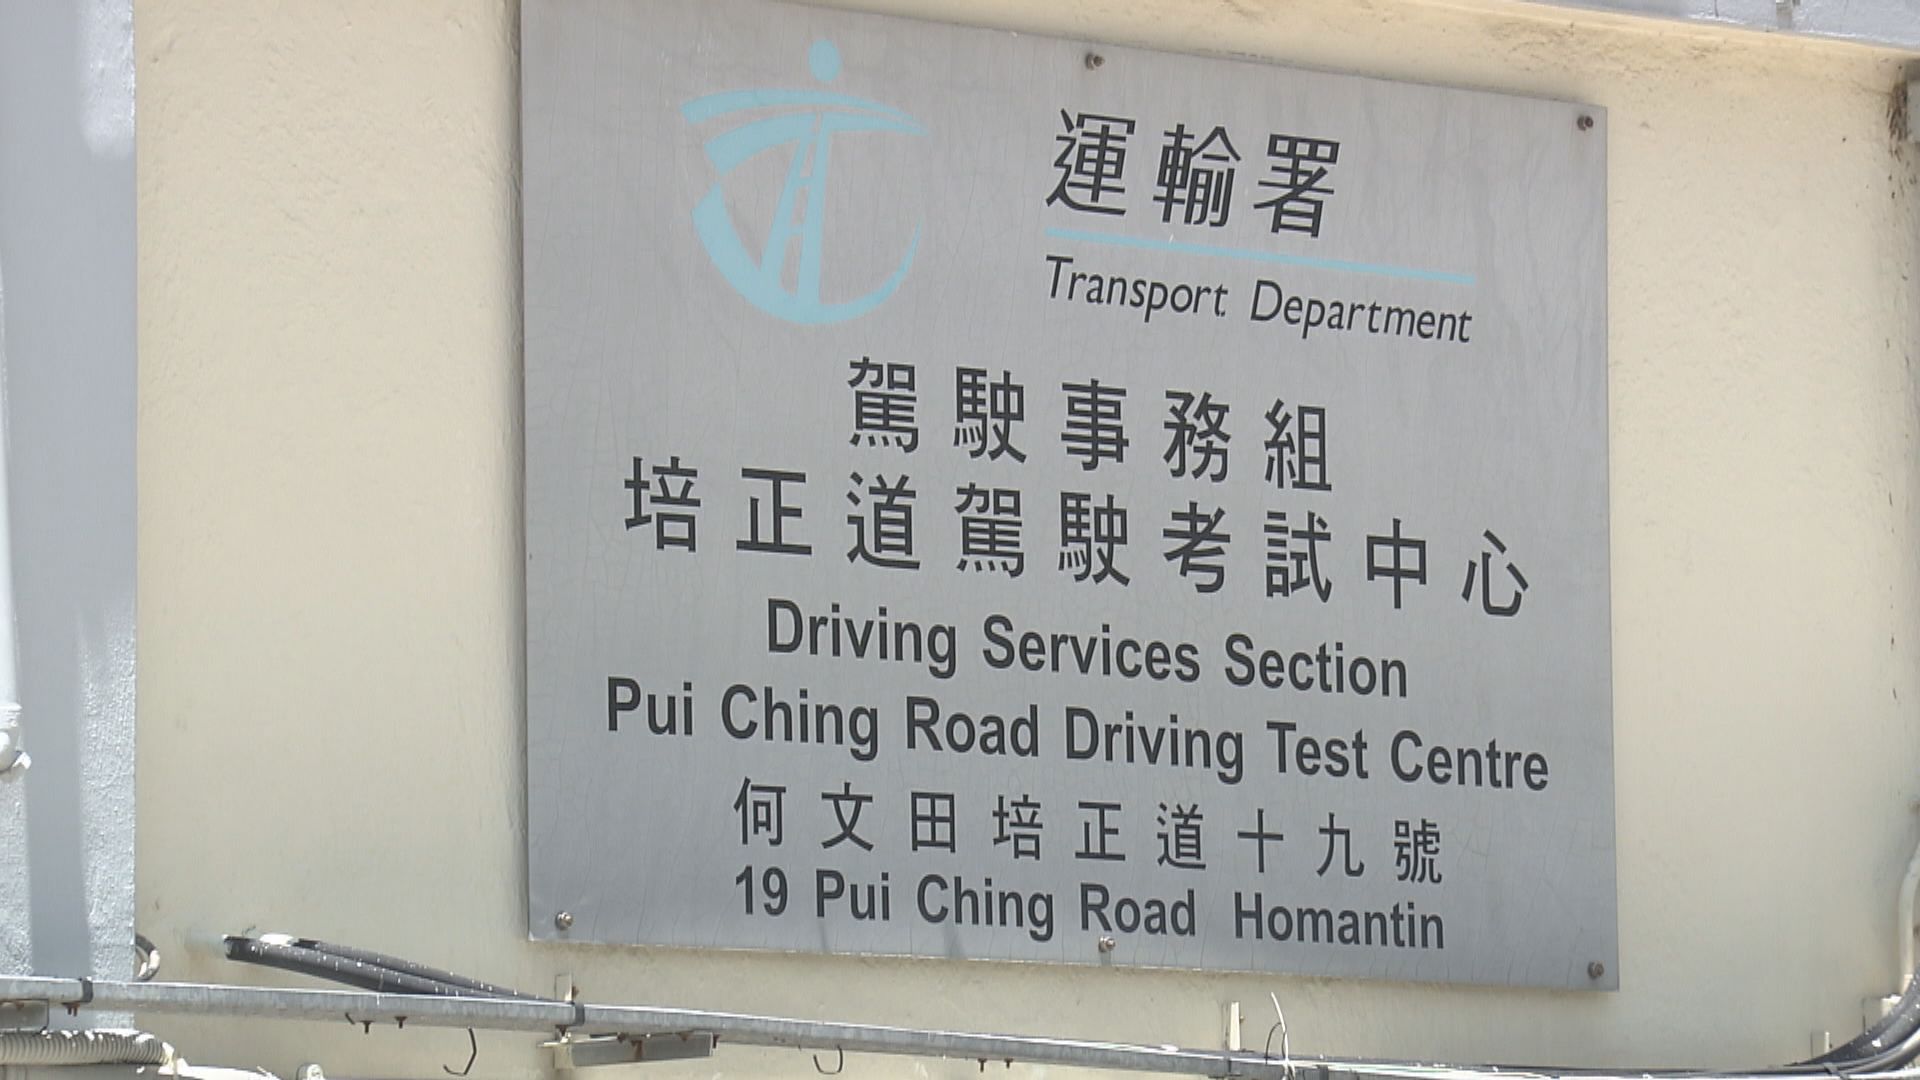 運輸署
Transport Department
駕駛事務組
培正道駕駛考試中心
Driving Services Section
Pui Ching Road Driving Test Centre
何文田培正道十九號
19 Pui Ching Road Homantin